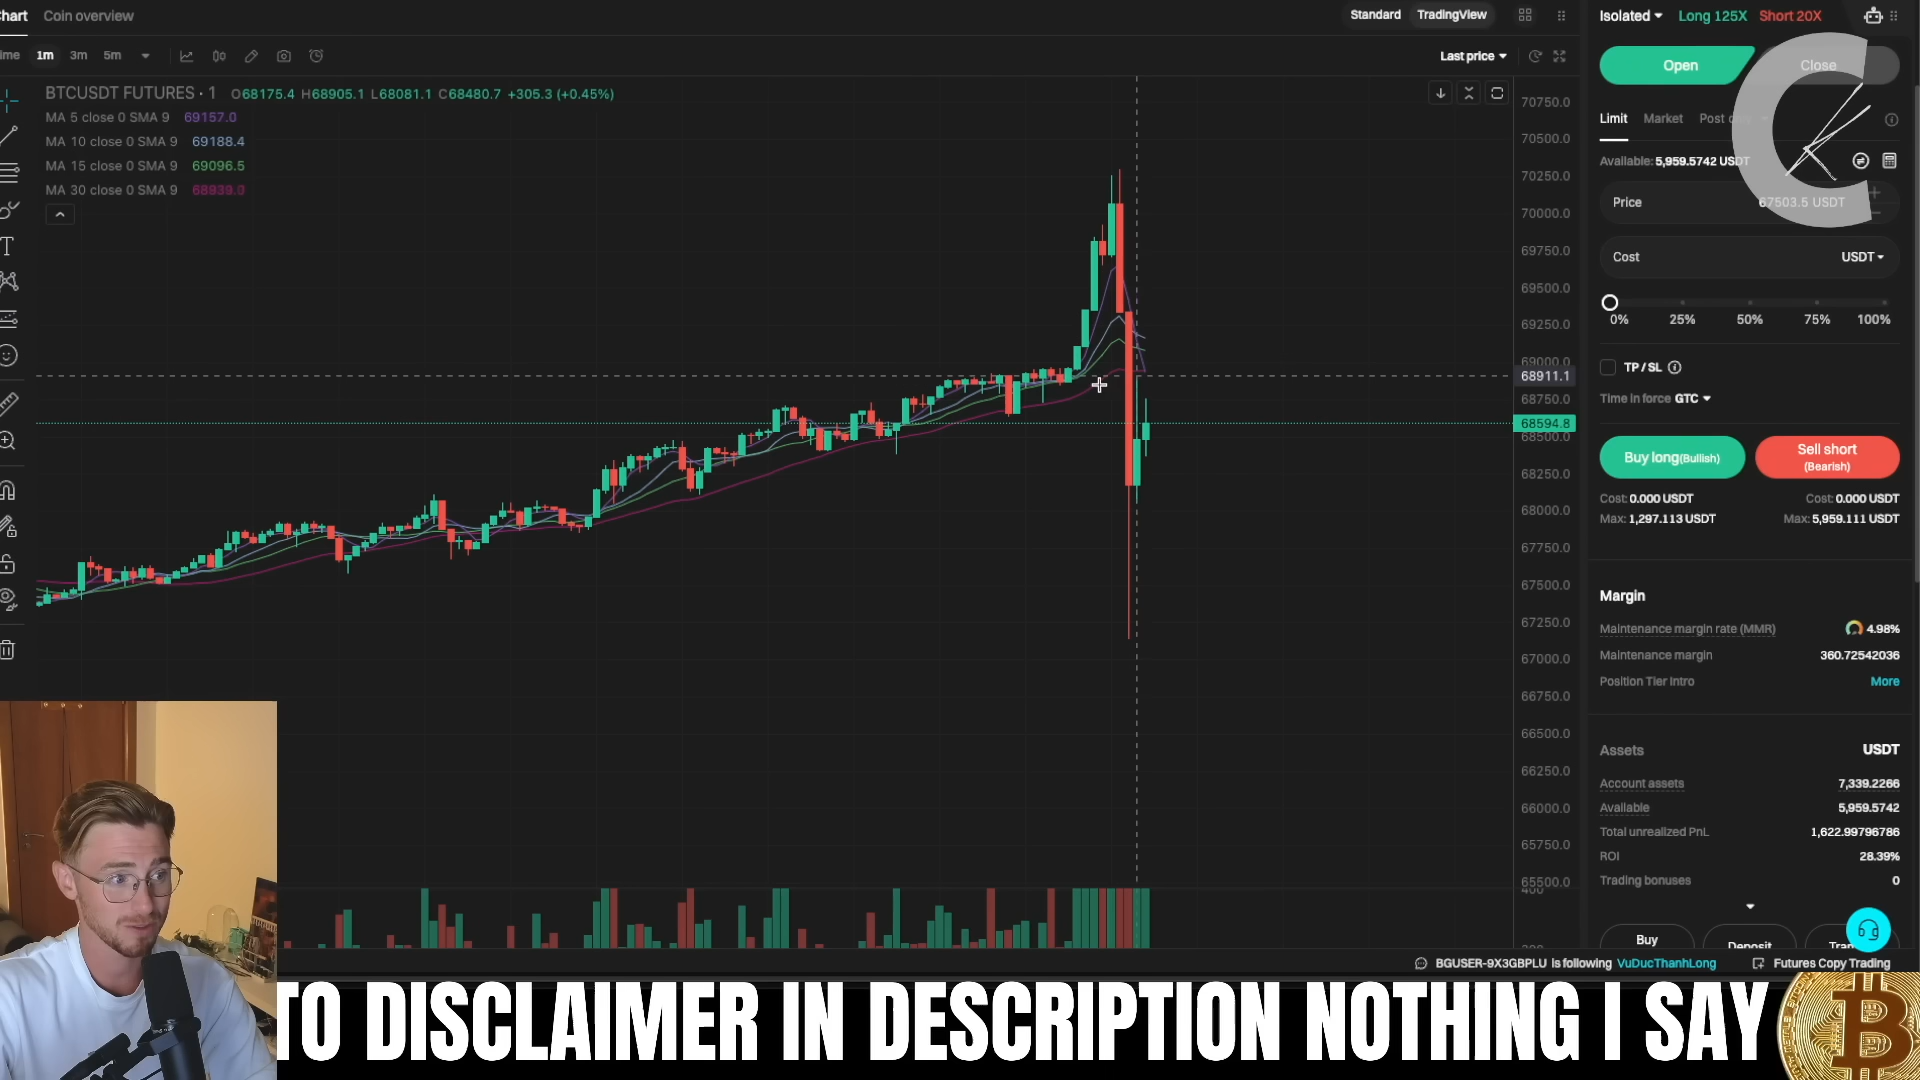 Chart Coin overview
Standard TradingView
Time 1m 3m 5m
Last price
BTCUSDT FUTURES · 1 O68175.4 H68905.1 L68081.1 C68480.7 +305.3 (+0.45%)
MA 5 close 0 SMA 9 69157.0
MA 10 close 0 SMA 9 69188.4
MA 15 close 0 SMA 9 69096.5
MA 30 close 0 SMA 9 68939.0
70750.0
70500.0
70250.0
70000.0
69750.0
69500.0
69250.0
69000.0
68911.1
68750.0
68594.8
68500.0
68250.0
68000.0
67750.0
67500.0
67250.0
67000.0
66750.0
66500.0
66250.0
66000.0
65750.0
65500.0
Isolated Long 125X Short 20X
Open Close
Limit Market Post
Available: 5,959.5742 USDT
Price 67503.5 USDT
Cost USDT
0% 25% 50% 75% 100%
TP / SL
Time in force GTC
Buy long(Bullish)
Sell short
(Bearish)
Cost: 0.000 USDT Cost: 0.000 USDT
Max: 1,297.113 USDT Max: 5,959.111 USDT
Margin
Maintenance margin rate (MMR) 4.98%
Maintenance margin 360.72542036
Position Tier Intro More
Assets USDT
Account assets 7,339.2266
Available 5,959.5742
Total unrealized PnL 1,622.99796786
ROI 28.39%
Trading bonuses 0
Buy Deposit
BGUSER-9X3GBPLU is following VuDucThanhLong Futures Copy Trading
TO DISCLAIMER IN DESCRIPTION NOTHING I SAY